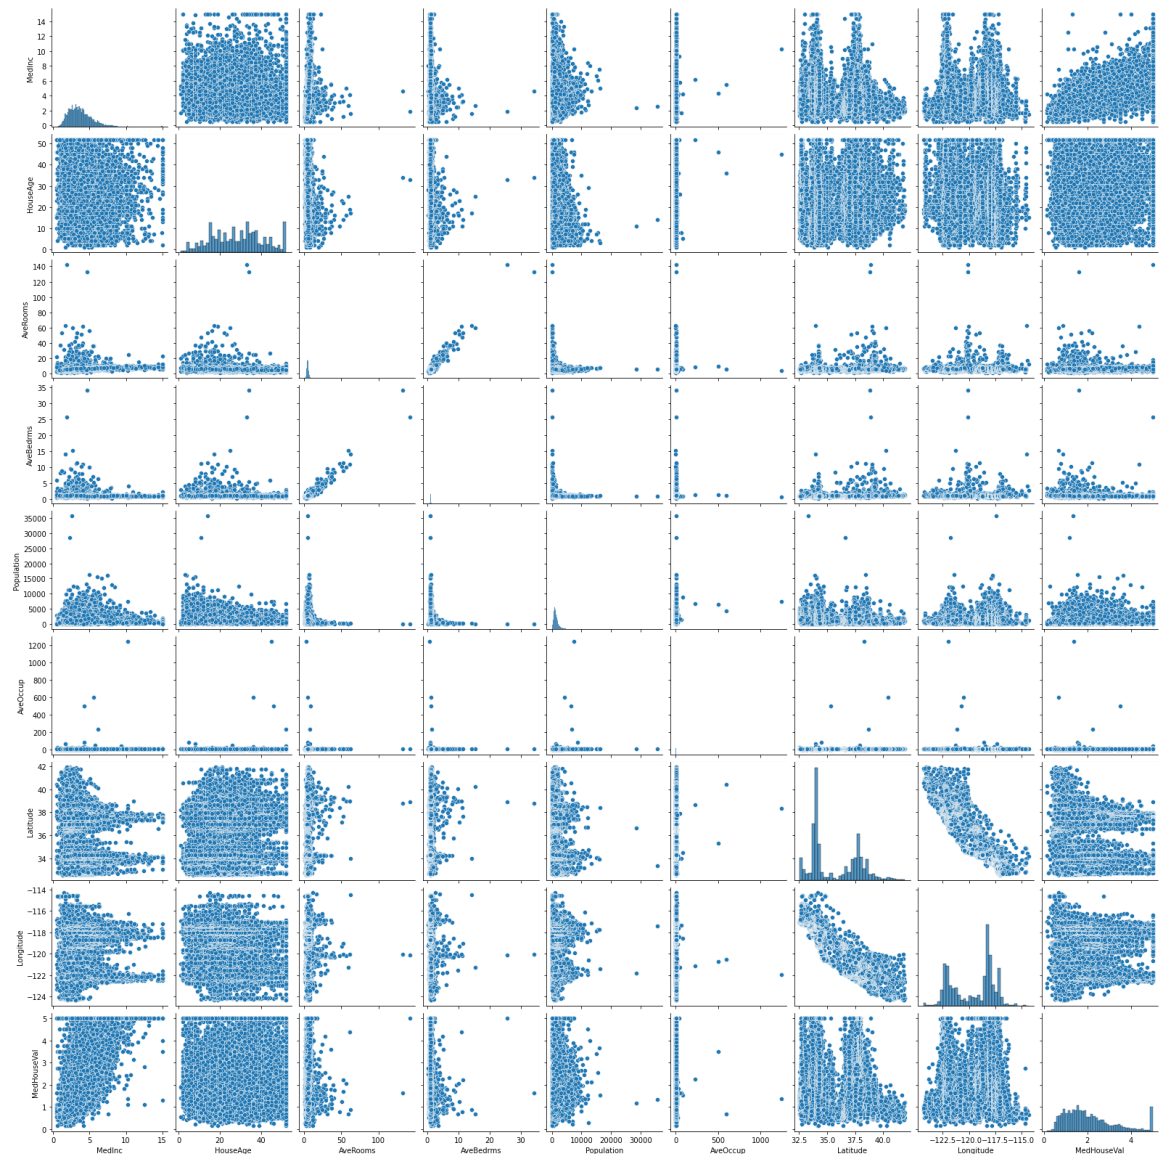 14
12
10
8
6
4
2
0
MedInc
50
40
30
20
10
0
HouseAge
140
120
100
80
60
40
20
0
AveRooms
35
30
25
20
15
10
5
0
AveBedrms
35000
30000
25000
20000
15000
10000
5000
0
Population
1200
1000
800
600
400
200
0
AveOccup
42
40
38
36
34
Latitude
−114
−116
−118
−120
−122
−124
Longitude
5
4
3
2
1
0
MedHouseVal
0 5 10 15
MedInc
0 20 40
HouseAge
0 50 100
AveRooms
0 10 20 30
AveBedrms
0 10000 20000 30000
Population
0 500 1000
AveOccup
32.5 35.0 37.5 40.0
Latitude
−122.5 −120.0 −117.5 −115.0
Longitude
0 2 4
MedHouseVal